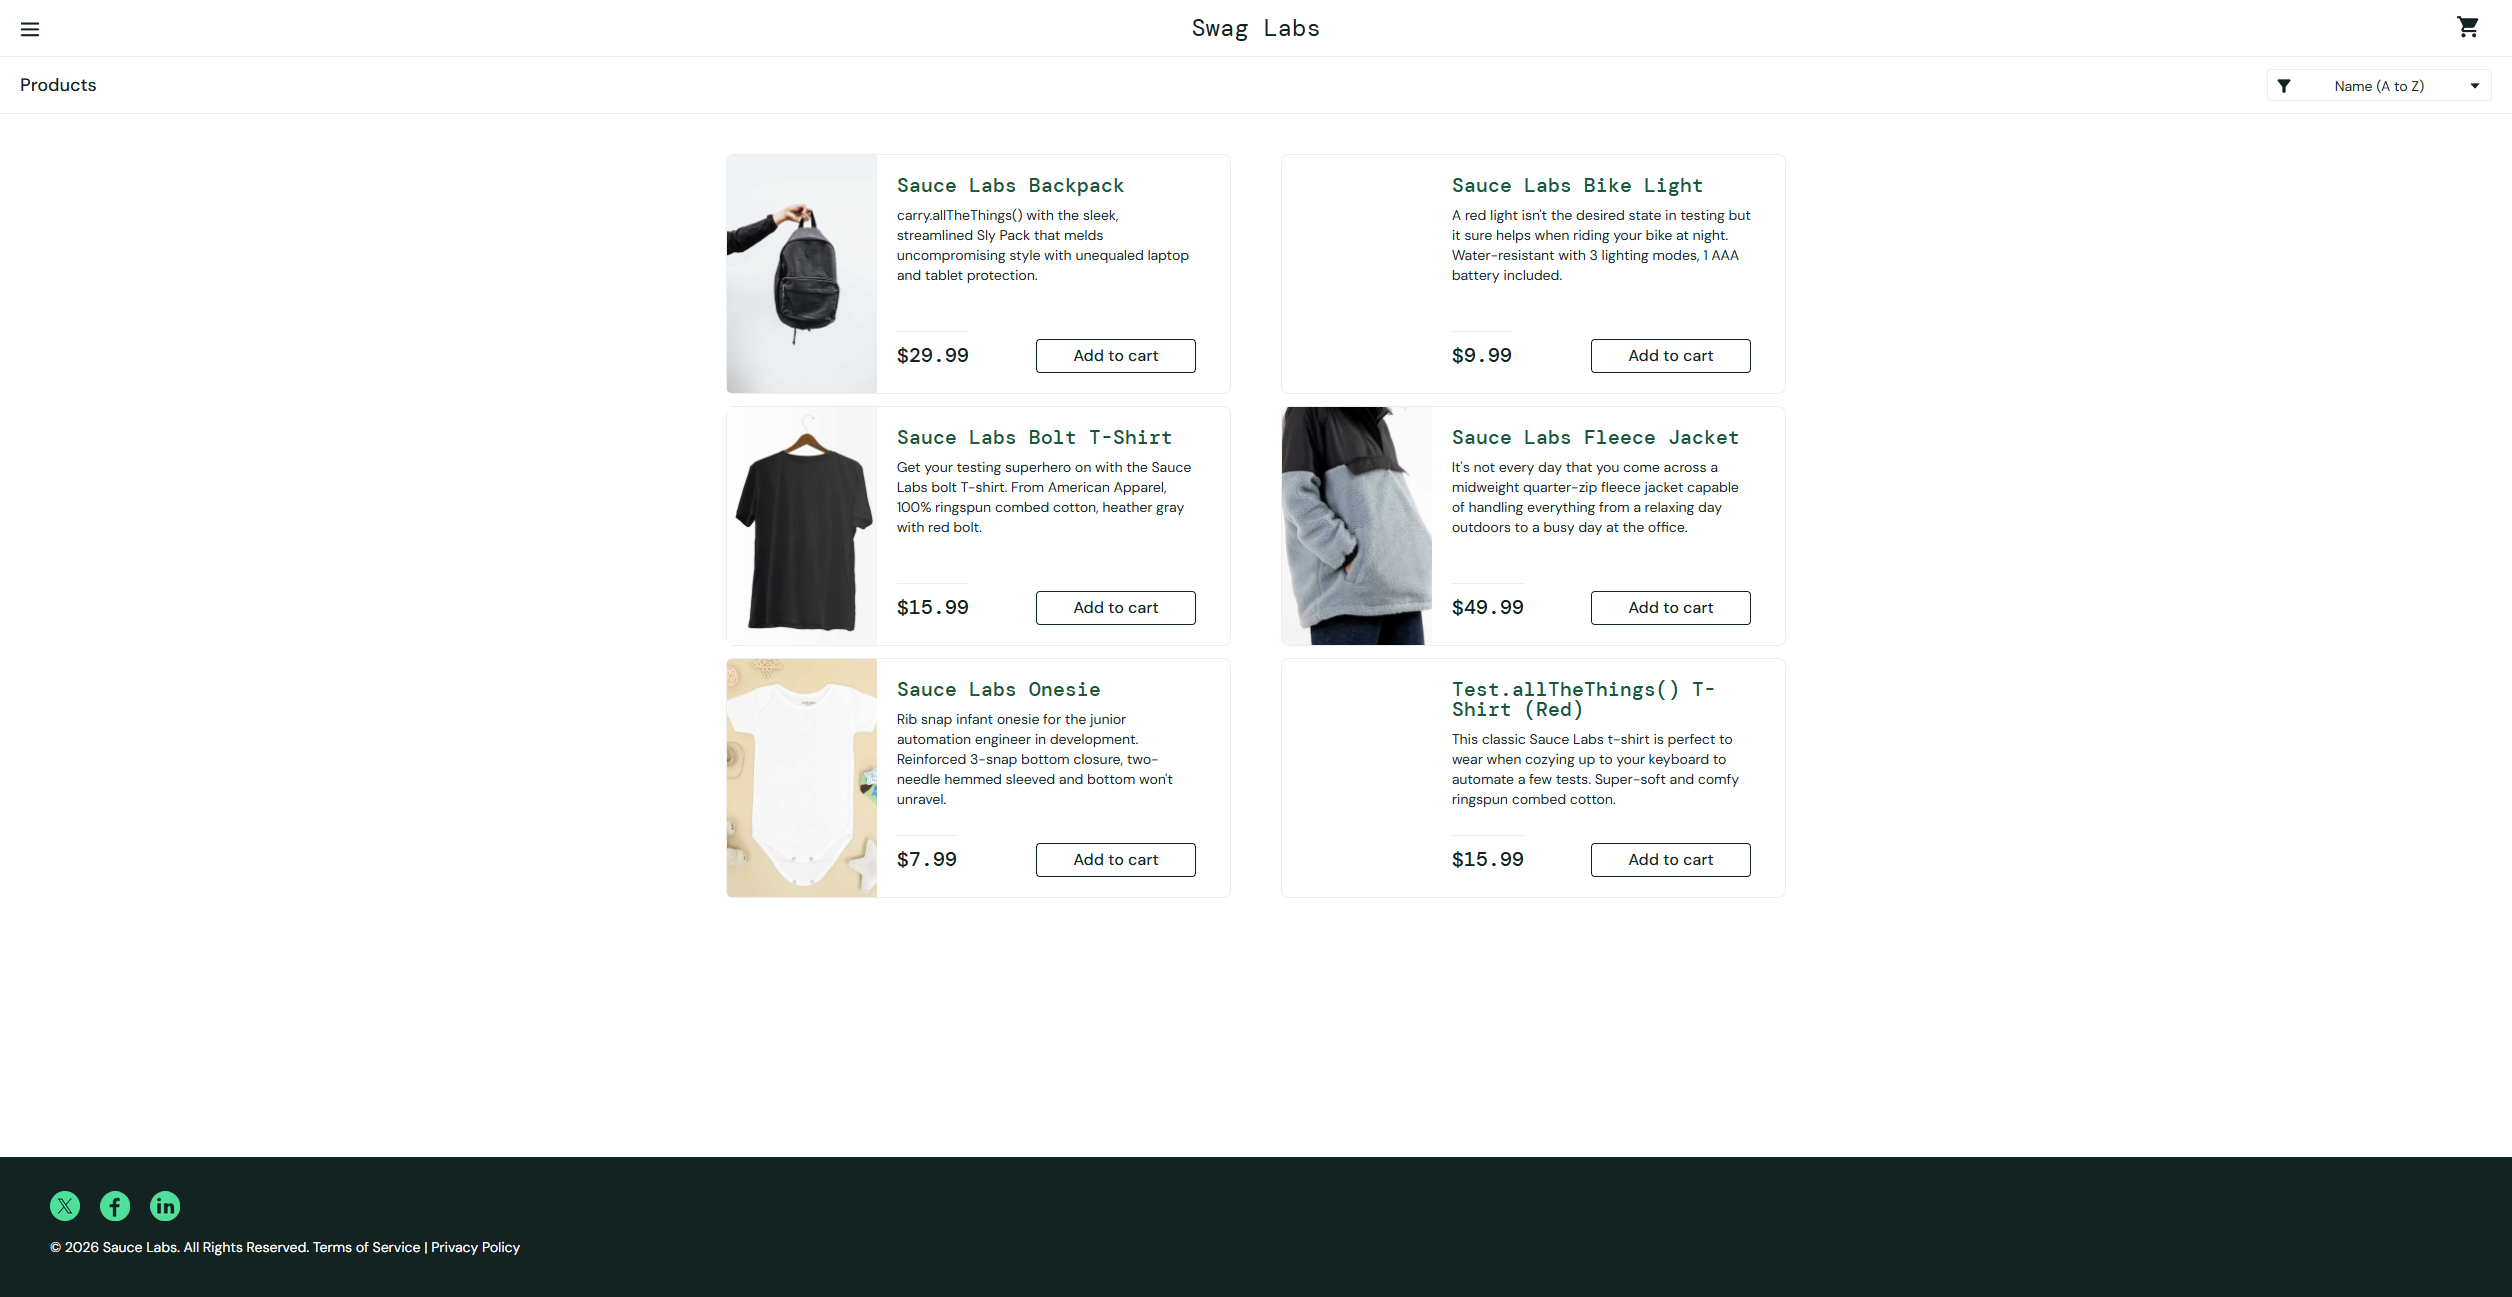 Swag Labs
Products
Name (A to Z)
Sauce Labs Backpack
carry.allTheThings() with the sleek,
streamlined Sly Pack that melds
uncompromising style with unequaled laptop
and tablet protection.
$29.99
Add to cart
Sauce Labs Bike Light
A red light isn't the desired state in testing but
it sure helps when riding your bike at night.
Water-resistant with 3 lighting modes, 1 AAA
battery included.
$9.99
Add to cart
Sauce Labs Bolt T-Shirt
Get your testing superhero on with the Sauce
Labs bolt T-shirt. From American Apparel,
100% ringspun combed cotton, heather gray
with red bolt.
$15.99
Add to cart
Sauce Labs Fleece Jacket
It's not every day that you come across a
midweight quarter-zip fleece jacket capable
of handling everything from a relaxing day
outdoors to a busy day at the office.
$49.99
Add to cart
Sauce Labs Onesie
Rib snap infant onesie for the junior
automation engineer in development.
Reinforced 3-snap bottom closure, two-
needle hemmed sleeved and bottom won't
unravel.
$7.99
Add to cart
Test.allTheThings() T-
Shirt (Red)
This classic Sauce Labs t-shirt is perfect to
wear when cozying up to your keyboard to
automate a few tests. Super-soft and comfy
ringspun combed cotton.
$15.99
Add to cart
© 2026 Sauce Labs. All Rights Reserved. Terms of Service | Privacy Policy